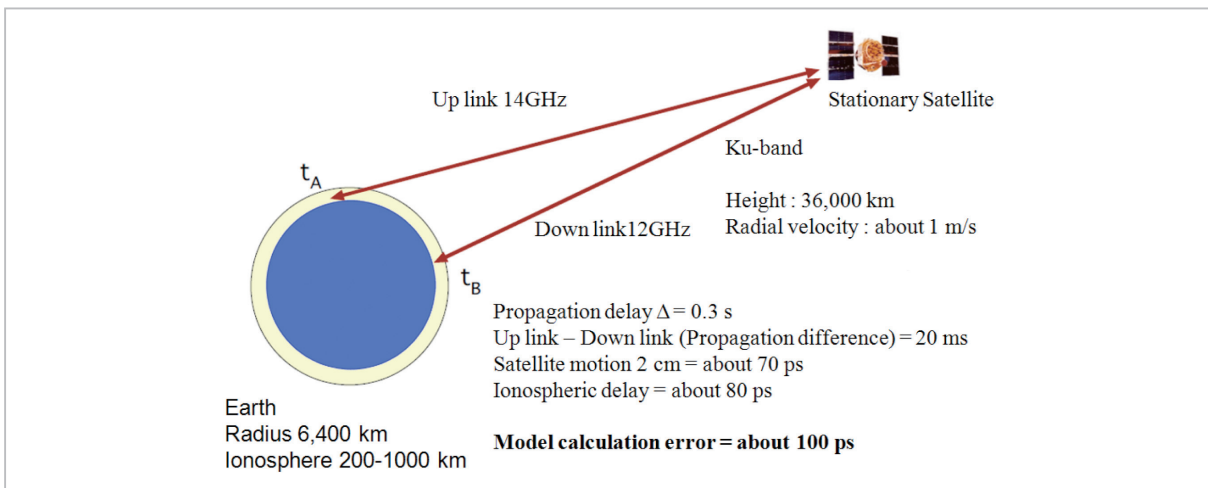 Up link 14GHz
Stationary Satellite
Ku-band
t_A
Height : 36,000 km
Radial velocity : about 1 m/s
Down link12GHz
t_B
Propagation delay Δ = 0.3 s
Up link – Down link (Propagation difference) = 20 ms
Satellite motion 2 cm = about 70 ps
Ionospheric delay = about 80 ps
Earth
Radius 6,400 km
Ionosphere 200-1000 km
Model calculation error = about 100 ps